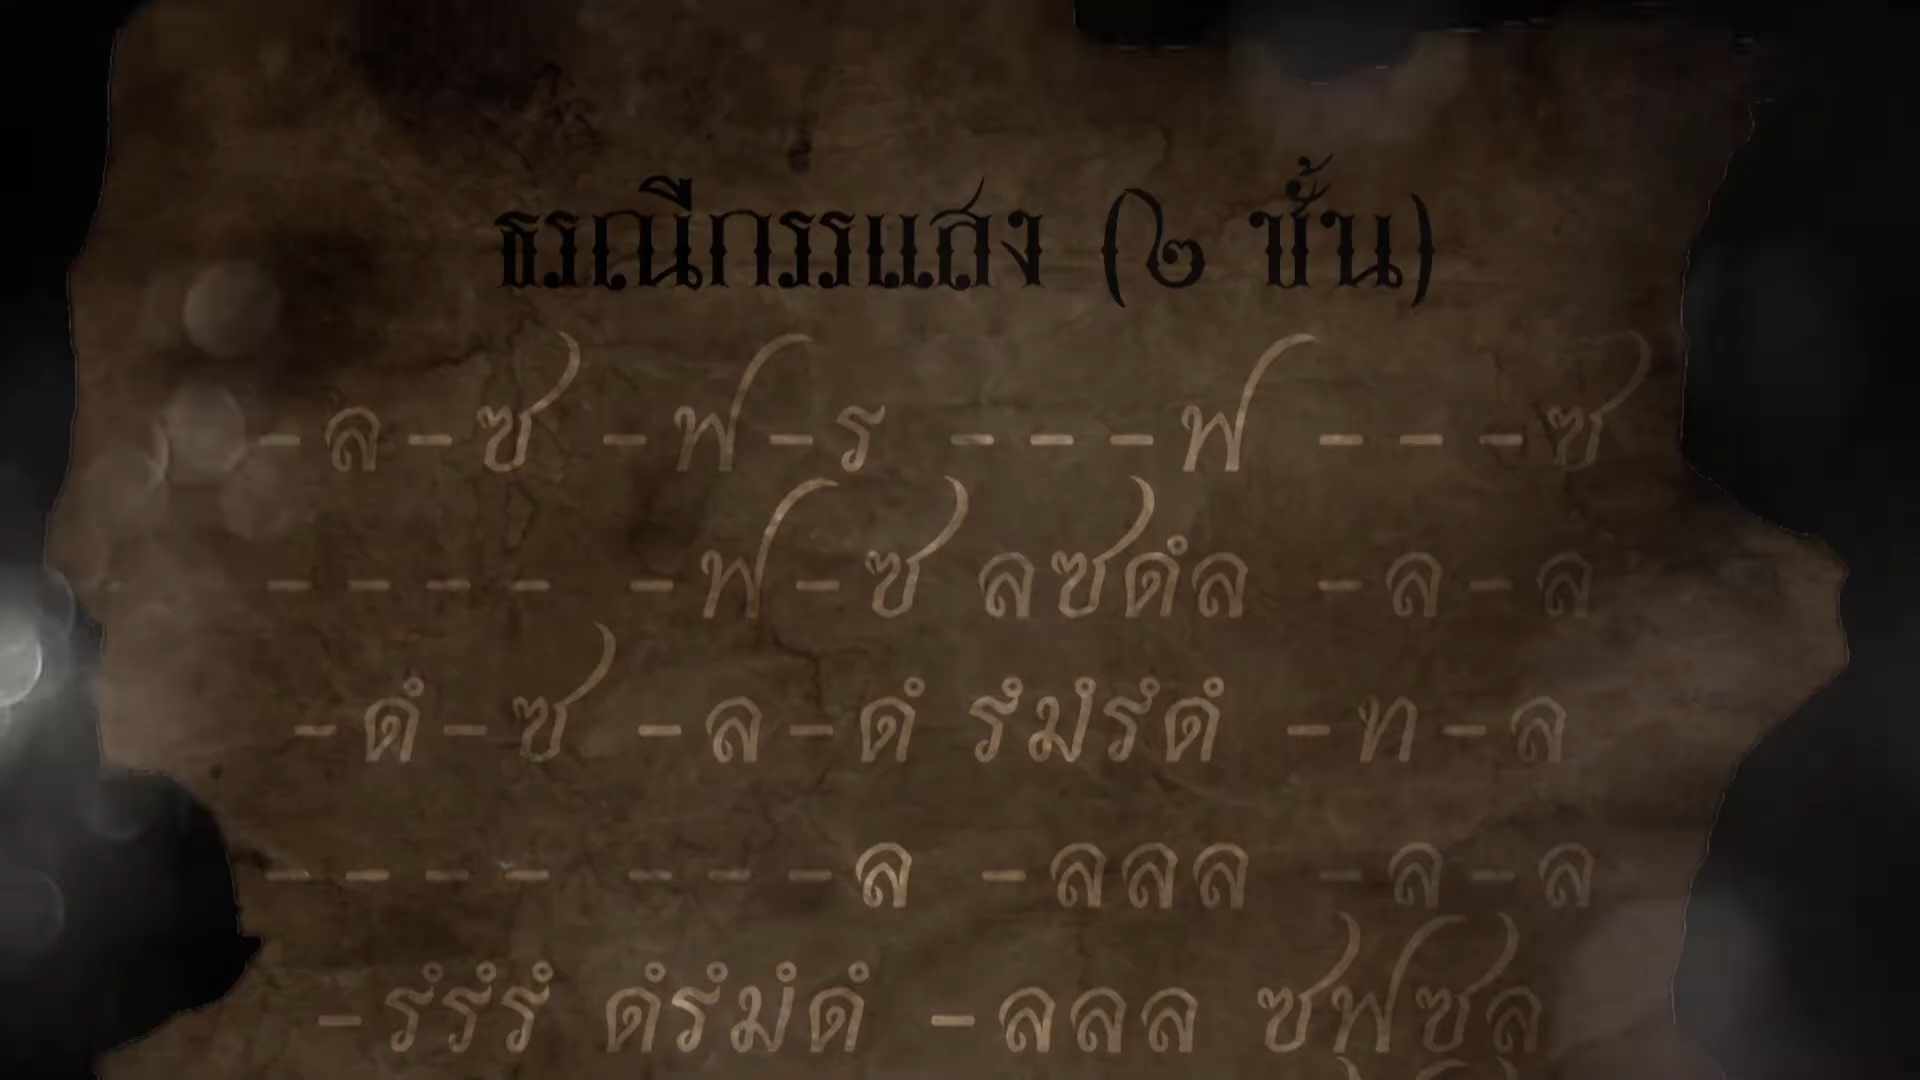 ธรณีกรรแสง (๒ ชั้น)
- ล - ซ - ฟ - ร - - - ฟ - - - ซ
- - - - - ฟ - ซ ลซดํล - ล - ล
- ดํ - ซ - ล - ดํ รํมํรํดํ - ท - ล
- - - - - - - ล - ลลล - ล - ล
- รํรํรํ ดํรํมํดํ - ลลล ซฟซล